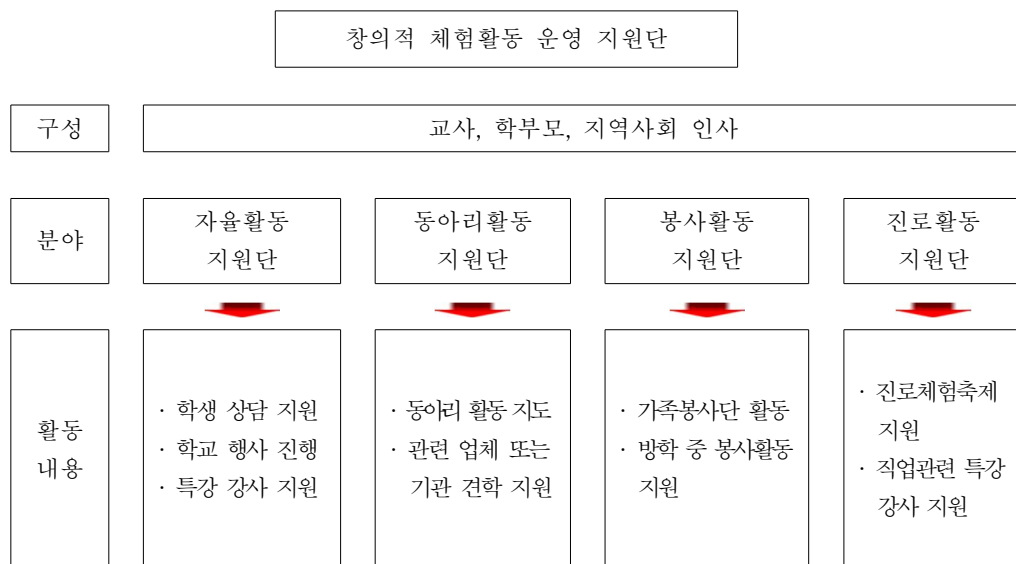 창의적 체험활동 운영 지원단
구성
교사, 학부모, 지역사회 인사
분야
자율활동
지원단
동아리활동
지원단
봉사활동
지원단
진로활동
지원단
활동
내용
· 학생 상담 지원
· 학교 행사 진행
· 특강 강사 지원
· 동아리 활동 지도
· 관련 업체 또는
기관 견학 지원
· 가족봉사단 활동
· 방학 중 봉사활동
지원
· 진로체험축제
지원
· 직업관련 특강
강사 지원